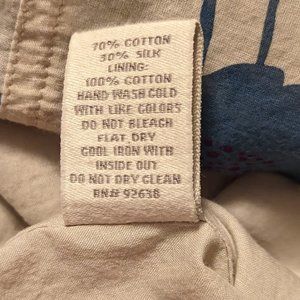 70% COTTON
30% SILK
LINING:
100% COTTON
HAND WASH COLD
WITH LIKE COLORS
DO NOT BLEACH
FLAT DRY
COOL IRON WITH
INSIDE OUT
DO NOT DRY CLEAN
RN# 92638